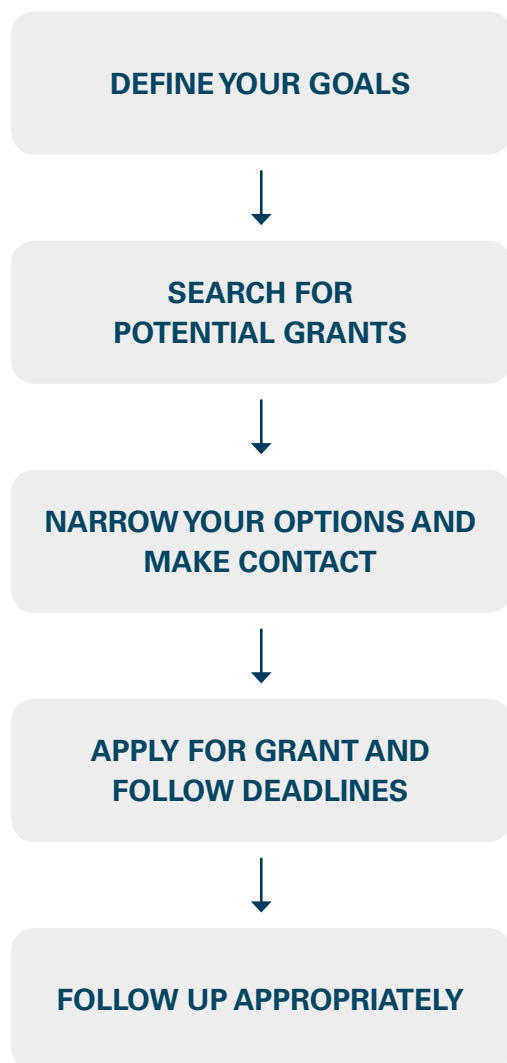 DEFINE YOUR GOALS
SEARCH FOR
POTENTIAL GRANTS
NARROW YOUR OPTIONS AND
MAKE CONTACT
APPLY FOR GRANT AND
FOLLOW DEADLINES
FOLLOW UP APPROPRIATELY